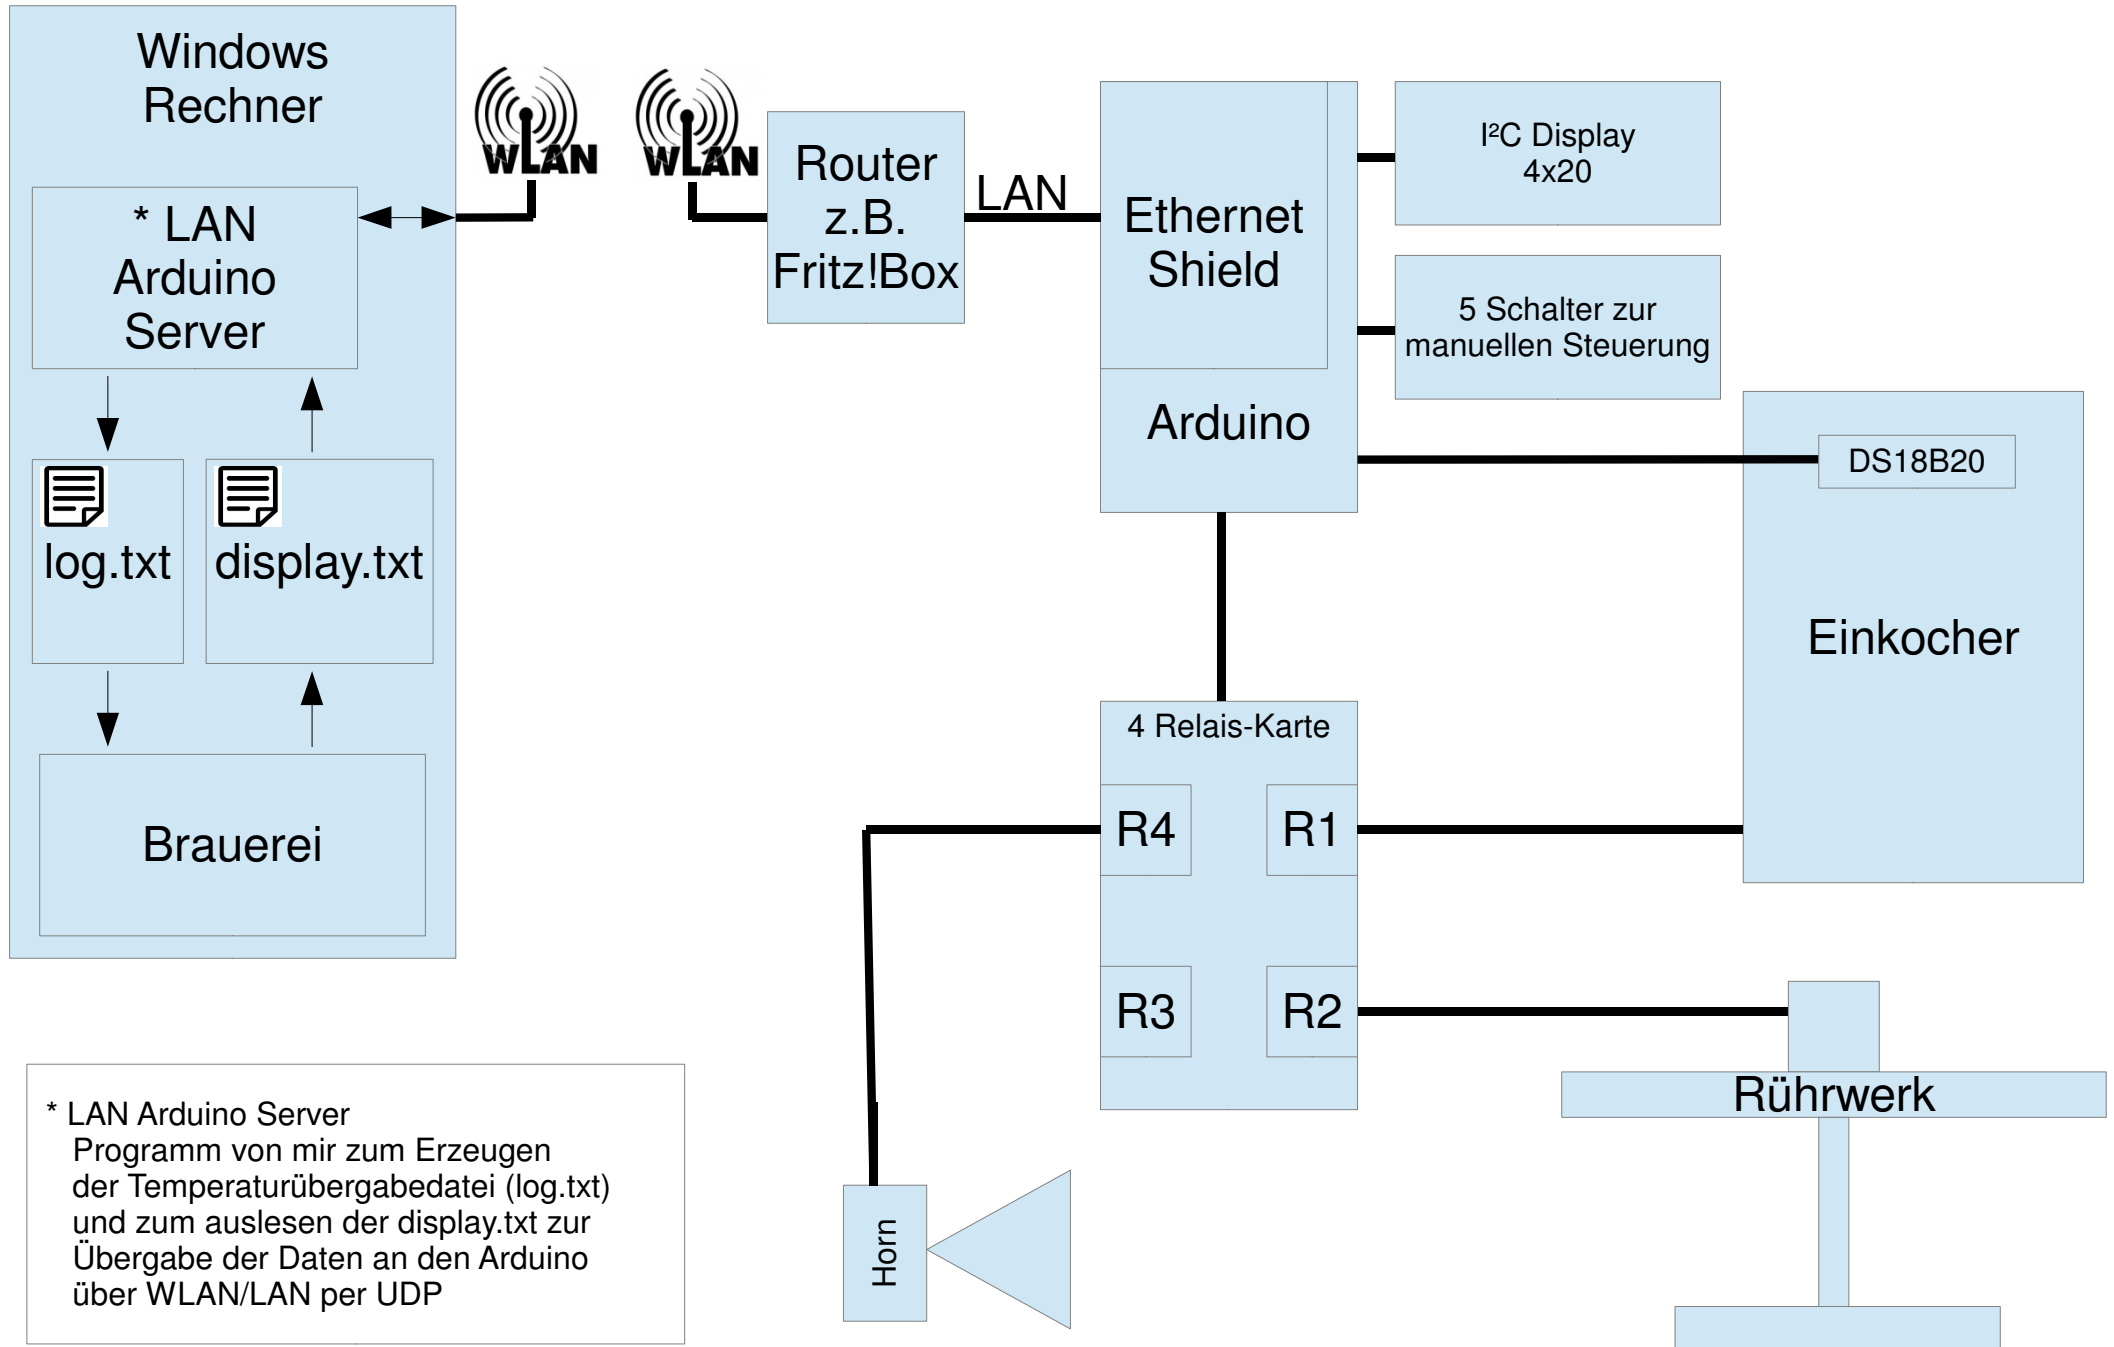 Windows
Rechner
* LAN
Arduino
Server
log.txt
display.txt
Brauerei
WLAN
WLAN
Router
z.B.
Fritz!Box
LAN
Ethernet
Shield
Arduino
I²C Display
4x20
5 Schalter zur
manuellen Steuerung
DS18B20
Einkocher
4 Relais-Karte
R4
R1
R3
R2
Rührwerk
Horn
* LAN Arduino Server
Programm von mir zum Erzeugen
der Temperaturübergabedatei (log.txt)
und zum auslesen der display.txt zur
Übergabe der Daten an den Arduino
über WLAN/LAN per UDP